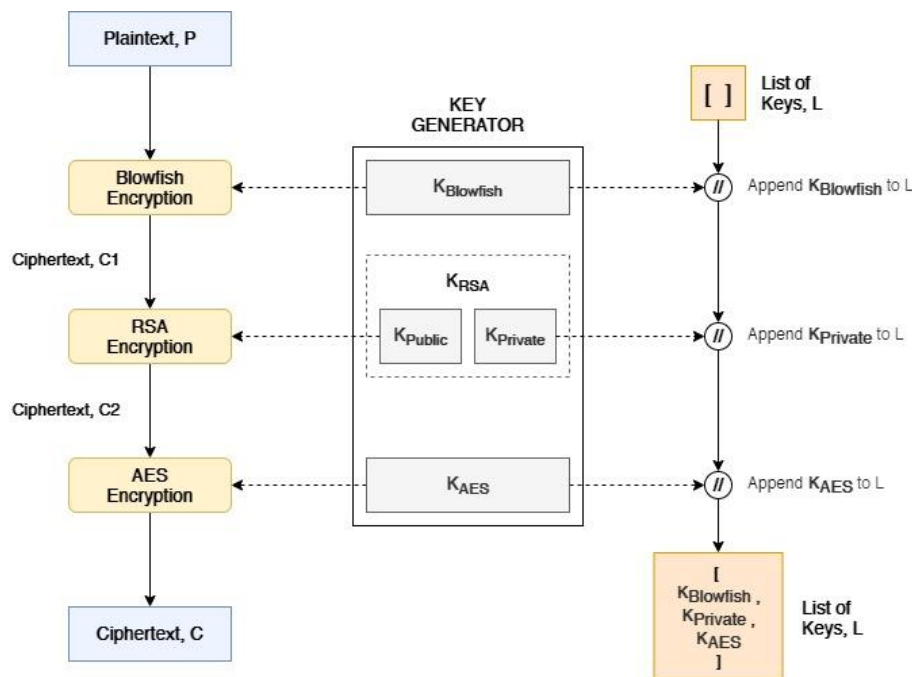 Plaintext, P
[ ]
List of
Keys, L
KEY
GENERATOR
Blowfish
Encryption
KBlowfish
//
Append KBlowfish to L
Ciphertext, C1
KRSA
RSA
Encryption
KPublic
KPrivate
//
Append KPrivate to L
Ciphertext, C2
AES
Encryption
KAES
//
Append KAES to L
[
KBlowfish ,
KPrivate ,
KAES
]
List of
Keys, L
Ciphertext, C